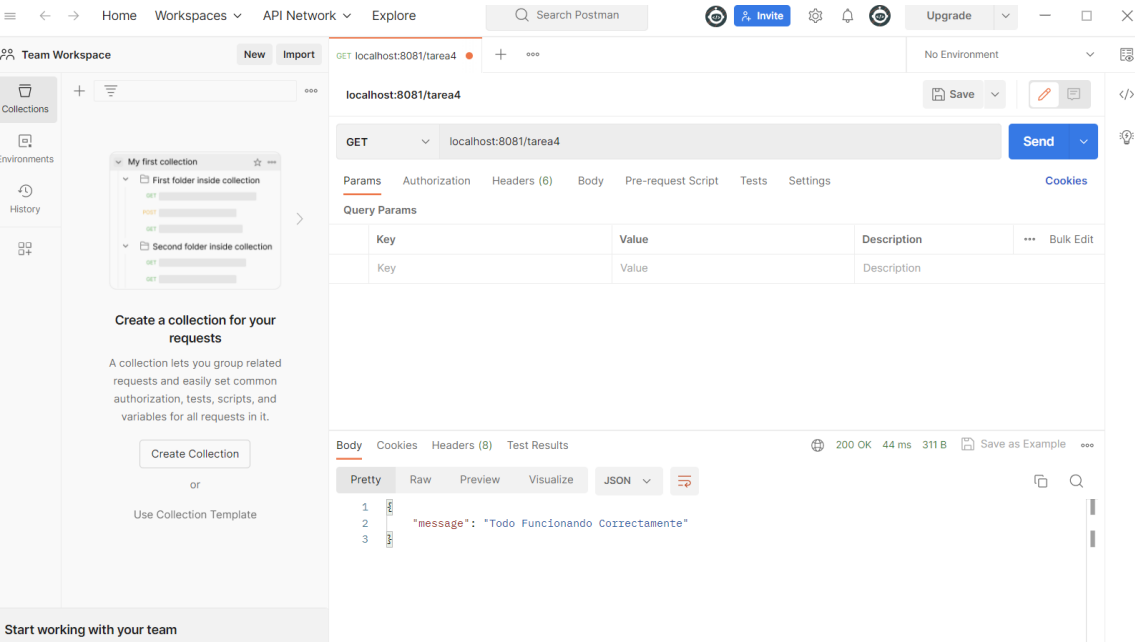 Home Workspaces API Network Explore Search Postman Invite Upgrade
Team Workspace New Import GET localhost:8081/tarea4 No Environment
Collections
Environments
History
My first collection
First folder inside collection
GET
POST
GET
Second folder inside collection
GET
GET
Create a collection for your
requests
A collection lets you group related
requests and easily set common
authorization, tests, scripts, and
variables for all requests in it.
Create Collection
or
Use Collection Template
Start working with your team
localhost:8081/tarea4 Save
GET localhost:8081/tarea4 Send
Params Authorization Headers (6) Body Pre-request Script Tests Settings Cookies
Query Params
Key Value Description Bulk Edit
Key Value Description
Body Cookies Headers (8) Test Results 200 OK 44 ms 311 B Save as Example
Pretty Raw Preview Visualize JSON
1 {
2 "message": "Todo Funcionando Correctamente"
3 }